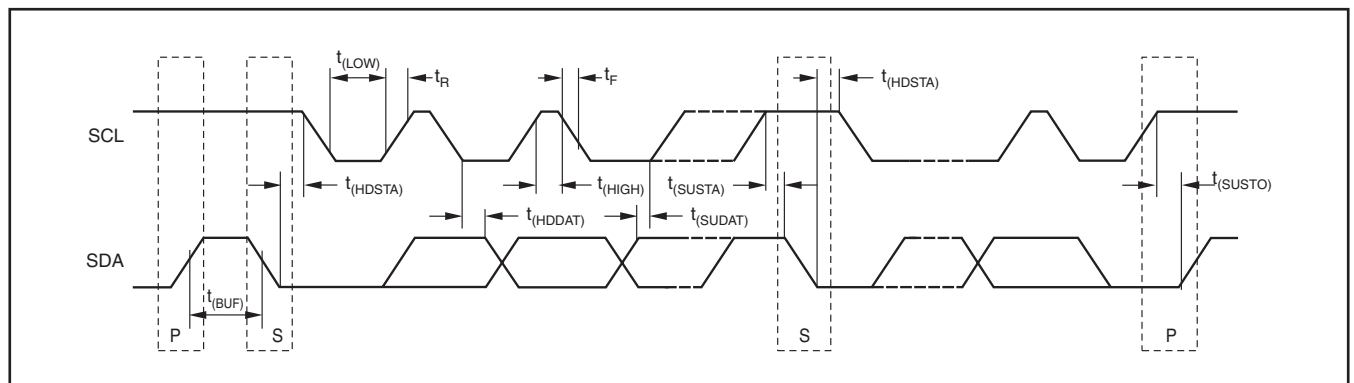 t(LOW)
tR
tF
t(HDSTA)
SCL
t(HDSTA)
t(HIGH)
t(SUSTA)
t(SUSTO)
t(HDDAT)
t(SUDAT)
SDA
t(BUF)
P
S
S
P